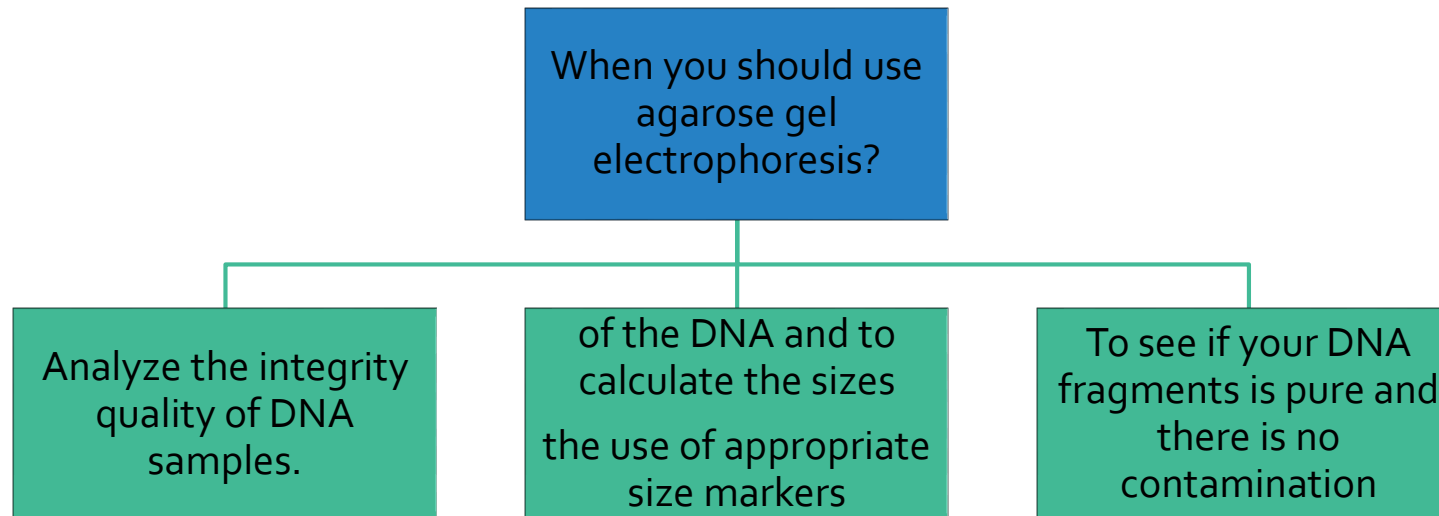 When you should use
agarose gel
electrophoresis?
Analyze the integrity
quality of DNA
samples.
of the DNA and to
calculate the sizes
the use of appropriate
size markers
To see if your DNA
fragments is pure and
there is no
contamination